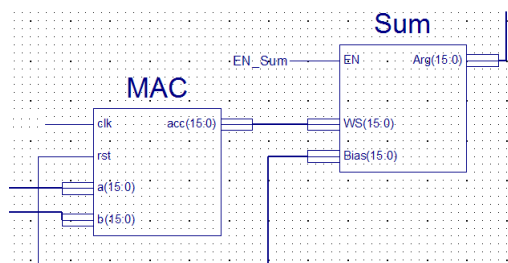 Sum
EN_Sum
EN
Arg(15:0)
MAC
clk
acc(15:0)
WS(15:0)
rst
Bias(15:0)
a(15:0)
b(15:0)